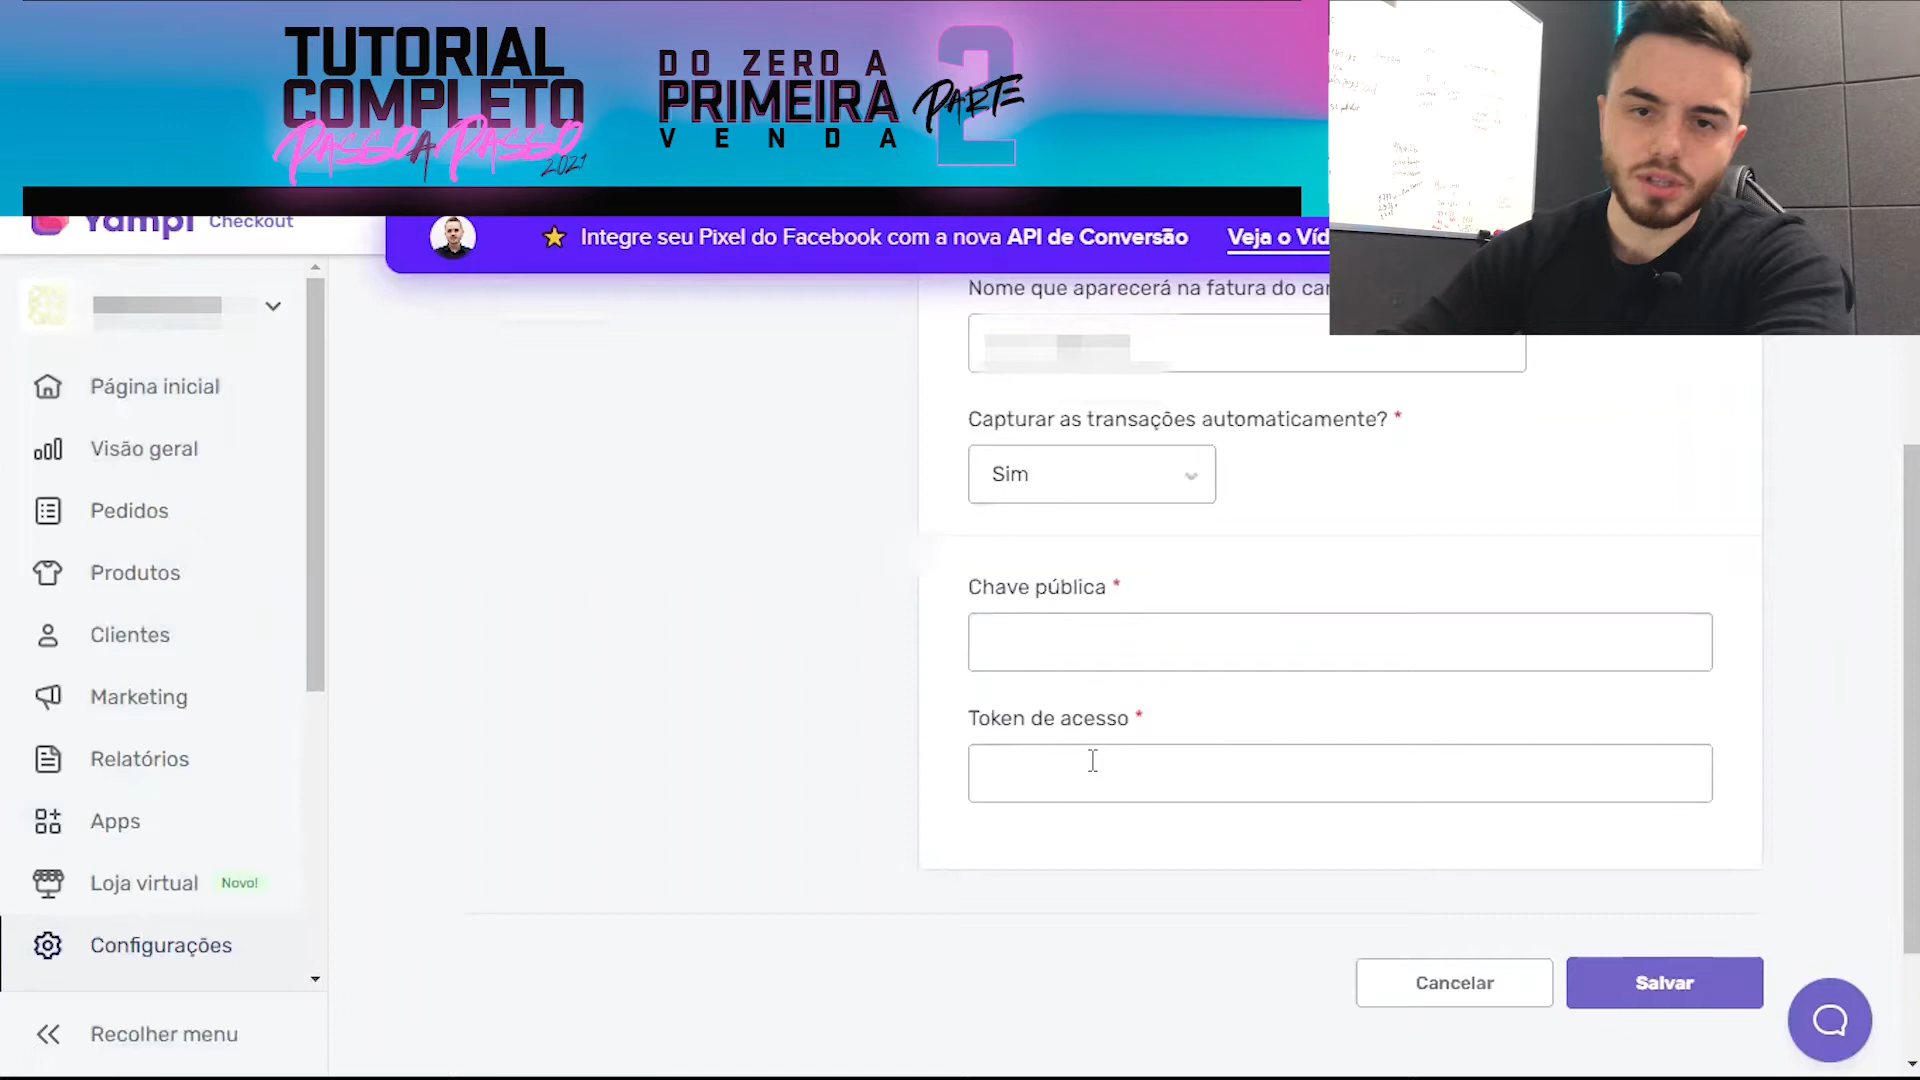 TUTORIAL
COMPLETO
PASSO A PASSO
2021
DO ZERO A
PRIMEIRA
VENDA
PARTE
2
Yampi Checkout
Integre seu Pixel do Facebook com a nova API de Conversão Veja o Víd
Página inicial
Visão geral
Pedidos
Produtos
Clientes
Marketing
Relatórios
Apps
Loja virtual Novo!
Configurações
Recolher menu
Nome que aparecerá na fatura do car
Capturar as transações automaticamente? *
Sim
Chave pública *
Token de acesso *
Cancelar
Salvar